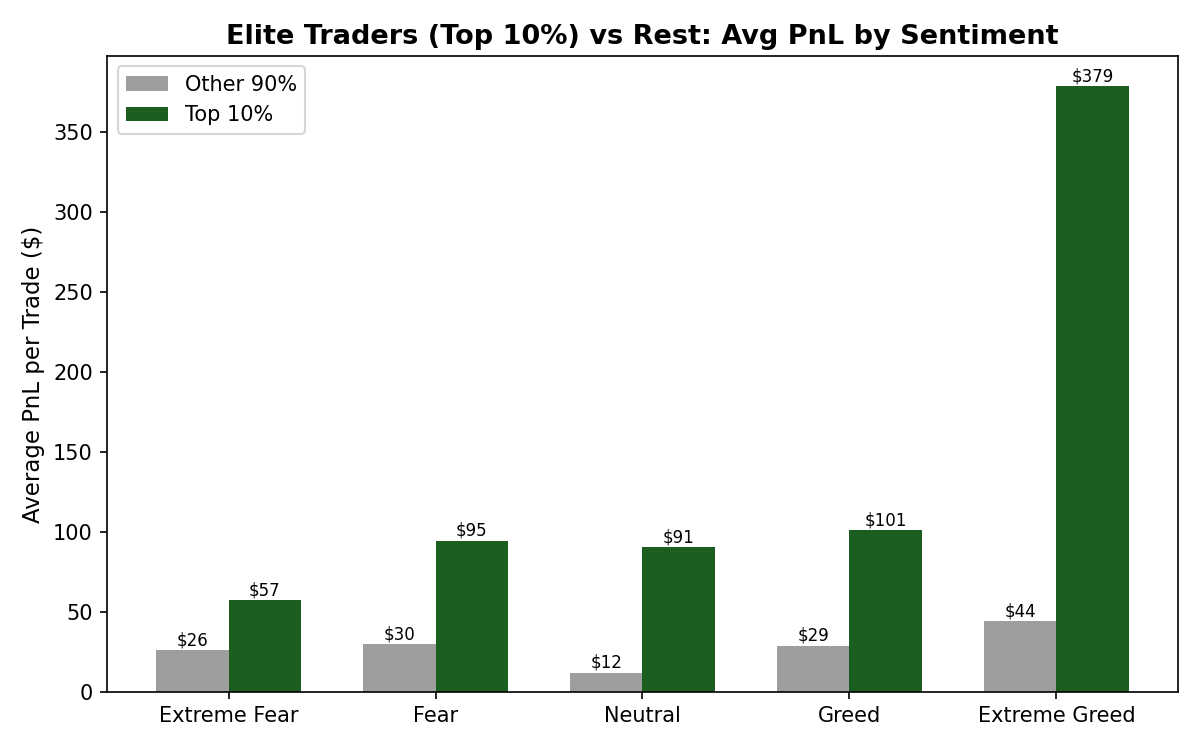 Elite Traders (Top 10%) vs Rest: Avg PnL by Sentiment
Other 90%
Top 10%
Average PnL per Trade ($)
350
300
250
200
150
100
50
0
$26
$57
$30
$95
$12
$91
$29
$101
$44
$379
Extreme Fear
Fear
Neutral
Greed
Extreme Greed